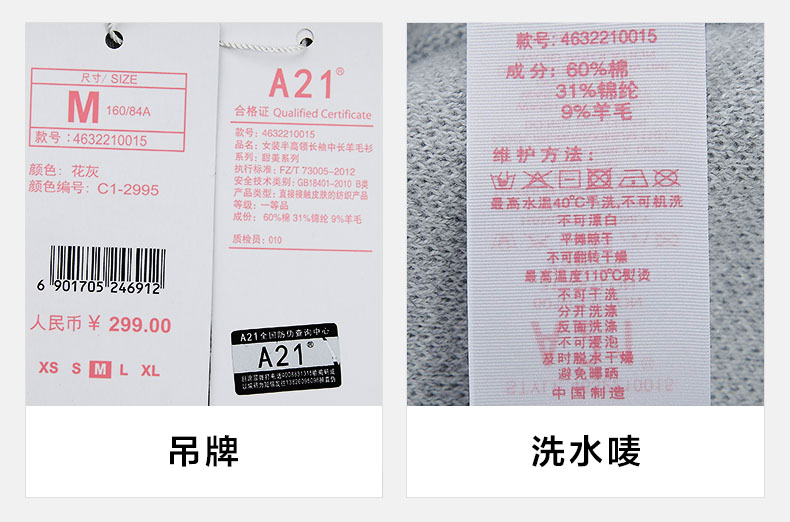 尺寸/ SIZE
M 160/84A
款号: 4632210015
颜色: 花灰
颜色编号: C1-2995
6 901705 246912
人民币 ¥ 299.00
XS S M L XL
A21®
合格证 Qualified Certificate
款号: 4632210015
品名: 女装半高领长袖中长羊毛衫
系列: 甜美系列
执行标准: FZ/T 73005-2012
安全技术类别: GB18401-2010 B类
产品类型: 直接接触皮肤的纺织产品
等级: 一等品
成份: 60%棉 31%锦纶 9%羊毛
质检员: 010
A21全国防伪查询中心
A21®
吊牌
款号: 4632210015
成分: 60%棉
31%锦纶
9%羊毛
维护方法:
最高水温40℃手洗,不可机洗
不可漂白
平摊晾干
不可翻转干燥
最高温度110℃熨烫
不可干洗
分开洗涤
反面洗涤
不可浸泡
及时脱水干燥
避免曝晒
中国制造
洗水唛